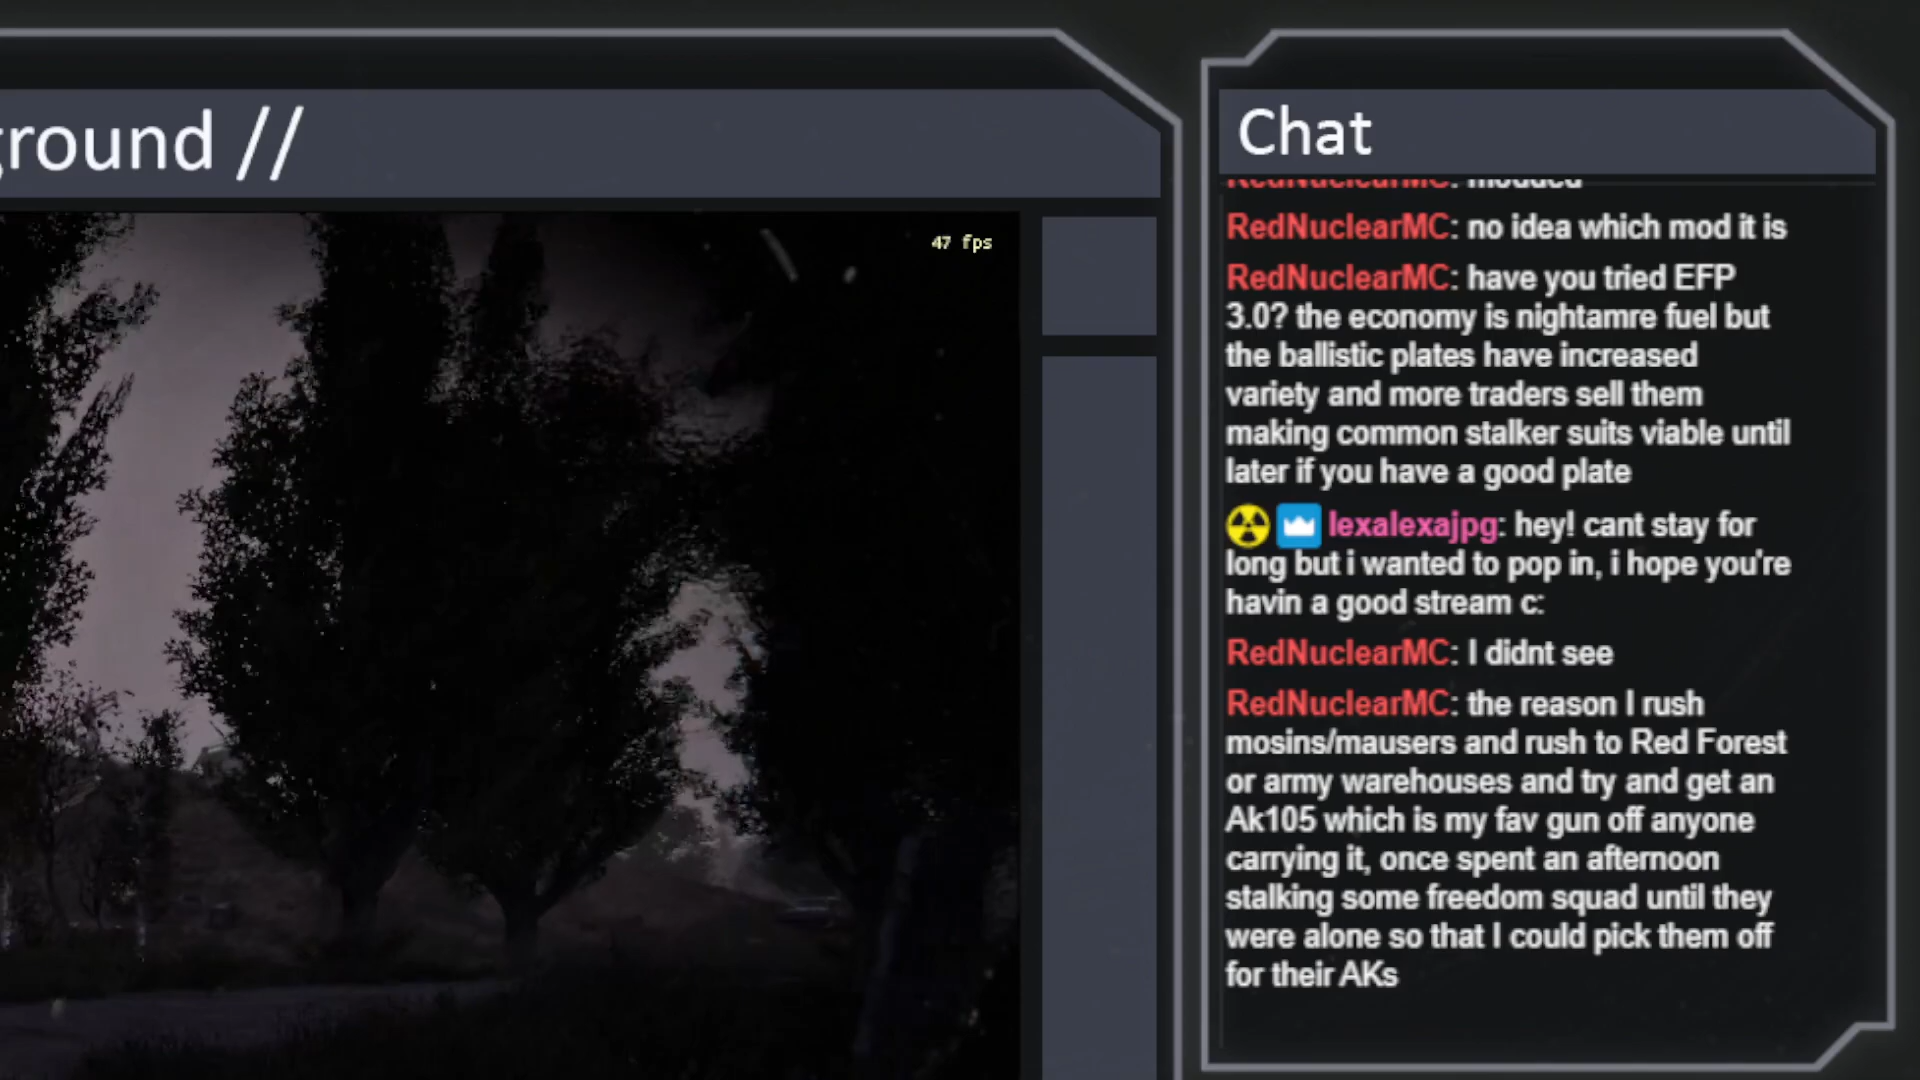 ground //
Chat
RedNuclearMC: modded
47 fps
RedNuclearMC: no idea which mod it is
RedNuclearMC: have you tried EFP
3.0? the economy is nightamre fuel but
the ballistic plates have increased
variety and more traders sell them
making common stalker suits viable until
later if you have a good plate
lexalexajpg: hey! cant stay for
long but i wanted to pop in, i hope you're
havin a good stream c:
RedNuclearMC: I didnt see
RedNuclearMC: the reason I rush
mosins/mausers and rush to Red Forest
or army warehouses and try and get an
Ak105 which is my fav gun off anyone
carrying it, once spent an afternoon
stalking some freedom squad until they
were alone so that I could pick them off
for their AKs